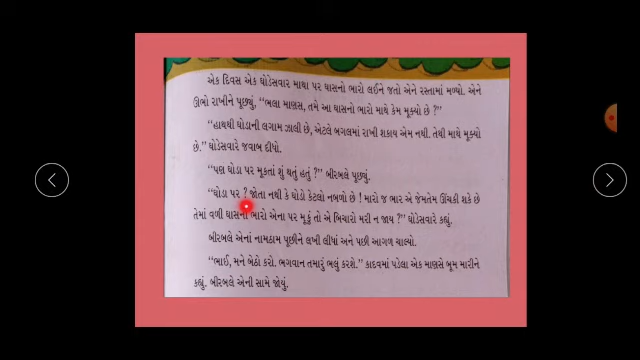 એક દિવસ એક ઘોડેસવાર માથા પર ઘાસનો ભારો લઈને જતો એને રસ્તામાં મળ્યો. એને
ઊભો રાખીને પૂછ્યું, “ભલા માણસ, તમે આ ઘાસનો ભારો માથે કેમ મૂક્યો છે ?”
“હાથથી ઘોડાની લગામ ઝાલી છે, એટલે બગલમાં રાખી શકાય એમ નથી. તેથી માથે મૂક્યો
છે.” ઘોડેસવારે જવાબ દીધો.
“પણ ઘોડા પર મૂકતાં શું થતું હતું ?” બીરબલે પૂછ્યું.
“ઘોડા પર ? જોતા નથી કે ઘોડો કેટલો નબળો છે ! મારો જ ભાર એ જેમતેમ ઊંચકી શકે છે
તેમાં વળી ઘાસનો ભારો એના પર મૂકું તો એ બિચારો મરી ન જાય ?” ઘોડેસવારે કહ્યું.
બીરબલે એનાં નામઠામ પૂછીને લખી લીધાં અને પછી આગળ ચાલ્યો.
“ભાઈ, મને બેઠો કરો. ભગવાન તમારું ભલું કરશે.” કાદવમાં પડેલા એક માણસે બૂમ મારીને
કહ્યું. બીરબલે એની સામે જોયું.